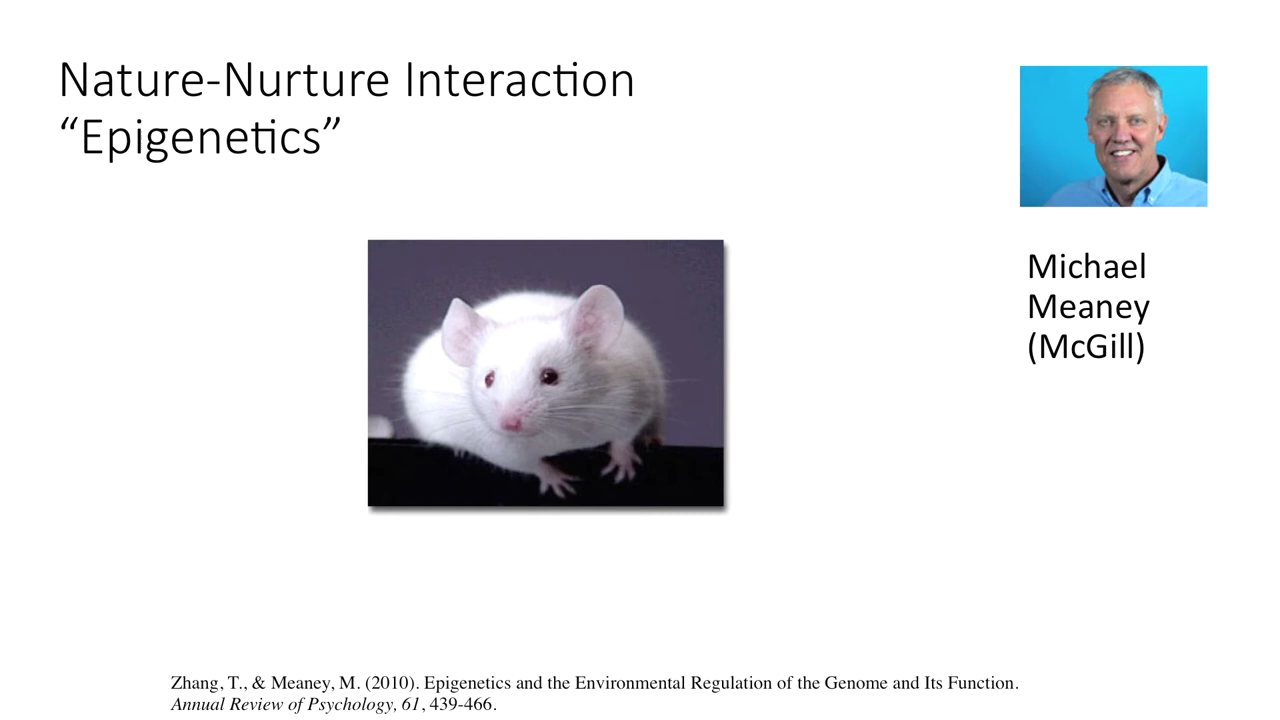 Nature-Nurture Interaction
“Epigenetics”
Michael
Meaney
(McGill)
Zhang, T., & Meaney, M. (2010). Epigenetics and the Environmental Regulation of the Genome and Its Function.
Annual Review of Psychology, 61, 439-466.